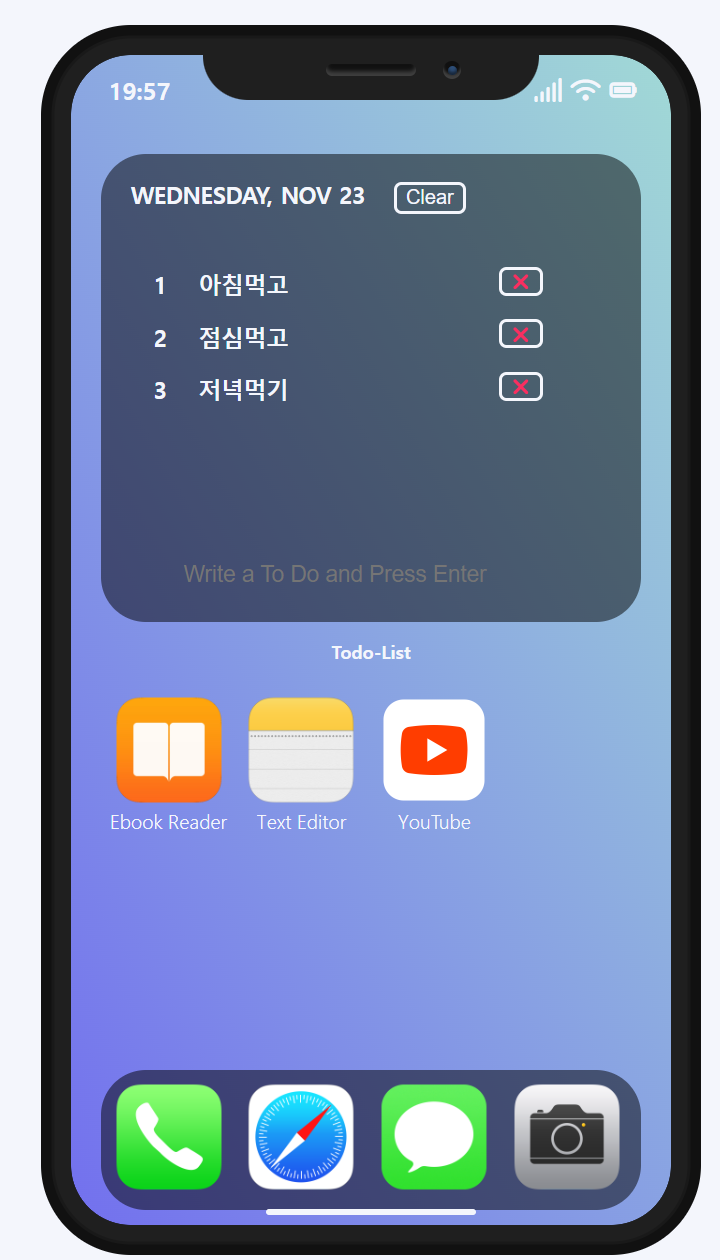 19:57
WEDNESDAY, NOV 23 Clear
1 아침먹고
2 점심먹고
3 저녁먹기
Write a To Do and Press Enter
Todo-List
Ebook Reader Text Editor YouTube